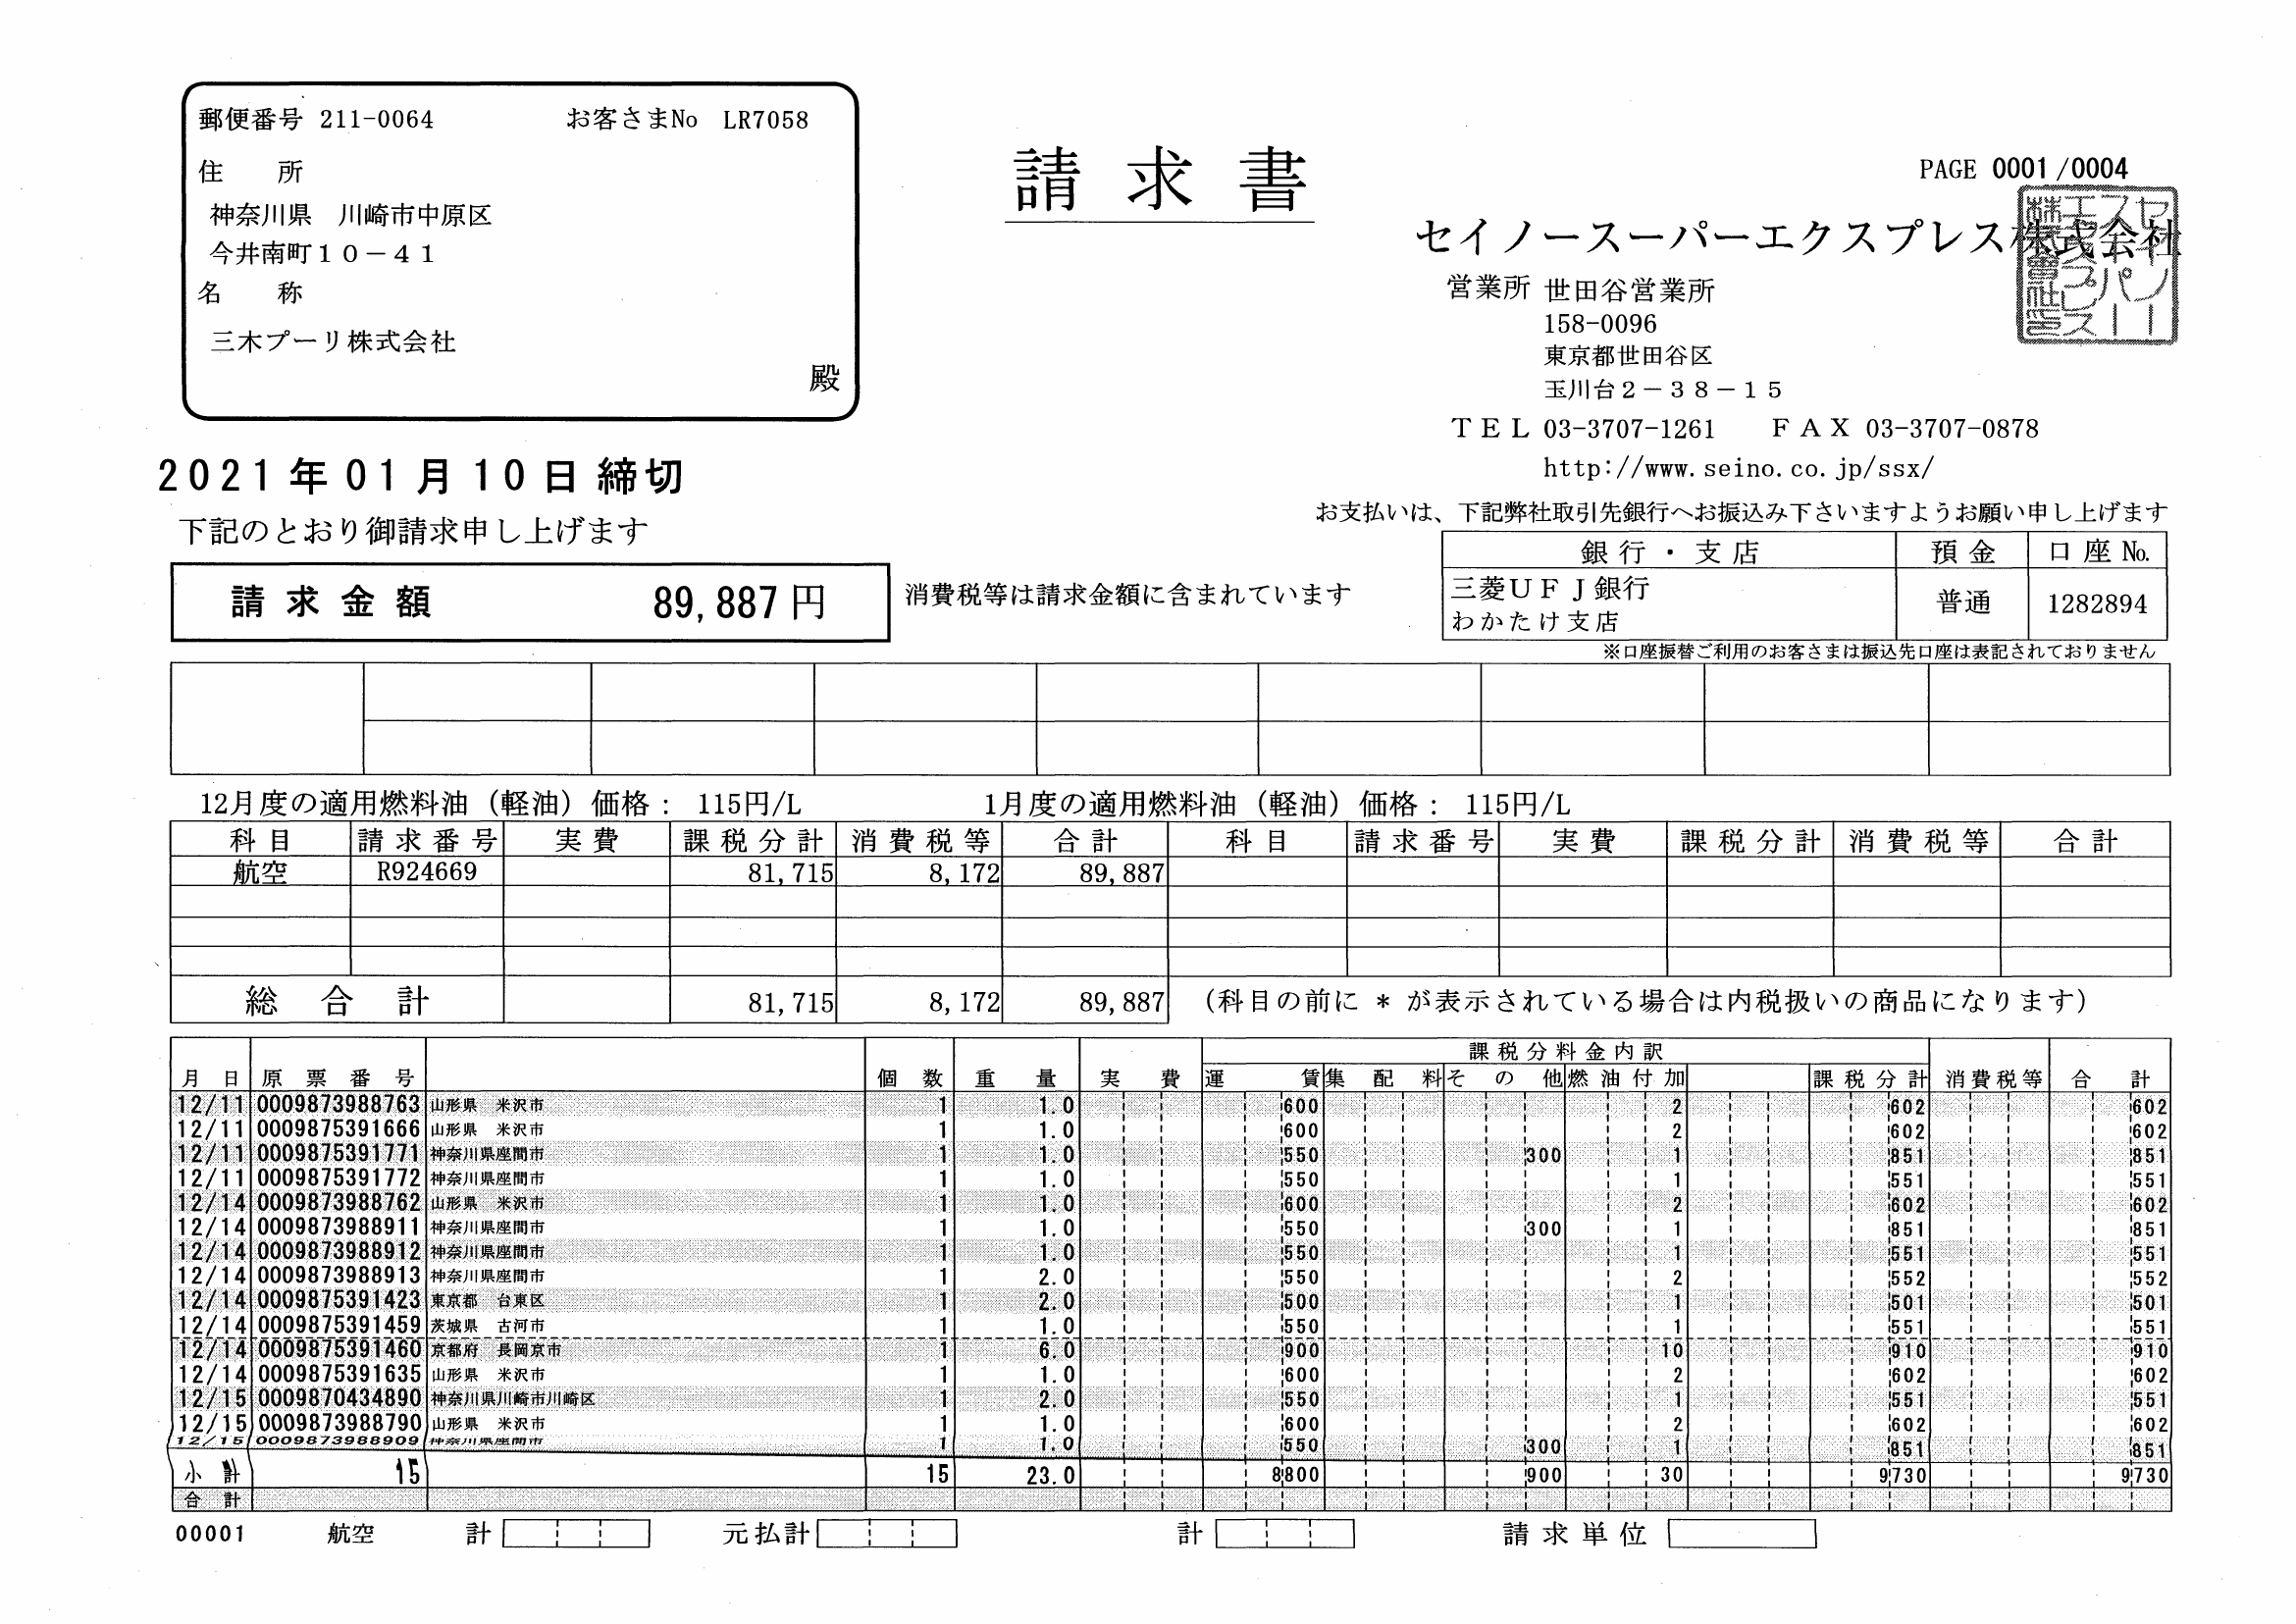 郵便番号 211-0064 お客さまNo LR7058
住 所
神奈川県 川崎市中原区
今井南町10-41
名 称
三木プーリ株式会社
殿
請求書
PAGE 0001/0004
セイノースーパーエクスプレス株式会社
営業所 世田谷営業所
158-0096
東京都世田谷区
玉川台2-38-15
TEL 03-3707-1261 FAX 03-3707-0878
http://www.seino.co.jp/ssx/
2021年01月10日締切
下記のとおり御請求申し上げます
お支払いは、下記弊社取引先銀行へお振込み下さいますようお願い申し上げます
請求金額 89,887円
消費税等は請求金額に含まれています
銀行・支店 預金 口座No.
三菱UFJ銀行 普通 1282894
わかたけ支店
※口座振替ご利用のお客さまは振込先口座は表記されておりません
12月度の適用燃料油（軽油）価格： 115円/L 1月度の適用燃料油（軽油）価格： 115円/L
科目 請求番号 実費 課税分計 消費税等 合計 科目 請求番号 実費 課税分計 消費税等 合計
航空 R924669 81,715 8,172 89,887
総合計 81,715 8,172 89,887 （科目の前に * が表示されている場合は内税扱いの商品になります）
課税分料金内訳
月日 原票番号 個数 重量 実費 運賃 集配料 その他 燃油付加 課税分計 消費税等 合計
12/11 0009873988763 山形県 米沢市 1 1.0 600 2 602 602
12/11 0009875391666 山形県 米沢市 1 1.0 600 2 602 602
12/11 0009875391771 神奈川県座間市 1 1.0 550 300 1 851 851
12/11 0009875391772 神奈川県座間市 1 1.0 550 1 551 551
12/14 0009873988762 山形県 米沢市 1 1.0 600 2 602 602
12/14 0009873988911 神奈川県座間市 1 1.0 550 300 1 851 851
12/14 0009873988912 神奈川県座間市 1 1.0 550 1 551 551
12/14 0009873988913 神奈川県座間市 1 2.0 550 2 552 552
12/14 0009875391423 東京都 台東区 1 2.0 500 1 501 501
12/14 0009875391459 茨城県 古河市 1 1.0 550 1 551 551
12/14 0009875391460 京都府 長岡京市 1 6.0 900 10 910 910
12/14 0009875391635 山形県 米沢市 1 1.0 600 2 602 602
12/15 0009870434890 神奈川県川崎市川崎区 1 2.0 550 1 551 551
12/15 0009873988790 山形県 米沢市 1 1.0 600 2 602 602
12/15 0009873988909 神奈川県座間市 1 1.0 550 300 1 851 851
小計 15 15 23.0 8800 900 30 9730 9730
合計
00001 航空 計 元払計 計 請求単位